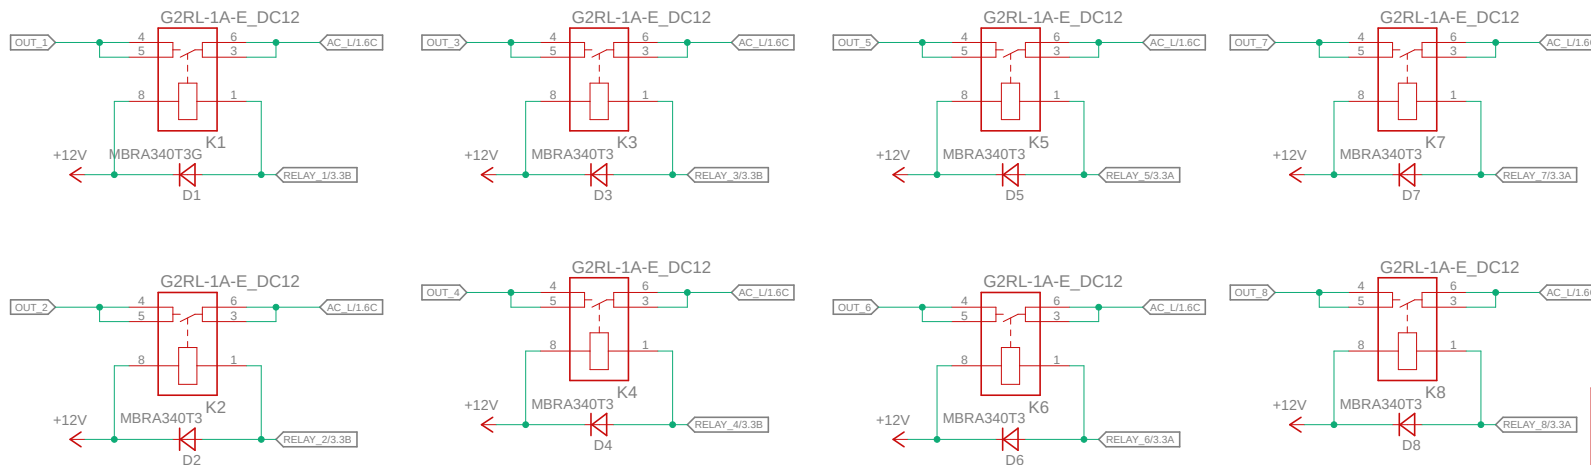 G2RL-1A-E_DC12 G2RL-1A-E_DC12 G2RL-1A-E_DC12 G2RL-1A-E_DC12
OUT_1 4 6 AC_L/1.6C OUT_3 4 6 AC_L/1.6C OUT_5 4 6 AC_L/1.6C OUT_7 4 6 AC_L/1.6C
5 3 5 3 5 3 5 3
8 1 8 1 8 1 8 1
K1 K3 K5 K7
+12V MBRA340T3G +12V MBRA340T3 +12V MBRA340T3 +12V MBRA340T3
RELAY_1/3.3B RELAY_3/3.3B RELAY_5/3.3A RELAY_7/3.3A
D1 D3 D5 D7
G2RL-1A-E_DC12 G2RL-1A-E_DC12 G2RL-1A-E_DC12 G2RL-1A-E_DC12
OUT_2 4 6 AC_L/1.6C OUT_4 4 6 AC_L/1.6C OUT_6 4 6 AC_L/1.6C OUT_8 4 6 AC_L/1.6C
5 3 5 3 5 3 5 3
8 1 8 1 8 1 8 1
K2 K4 K6 K8
+12V MBRA340T3 +12V MBRA340T3 +12V MBRA340T3 +12V MBRA340T3
RELAY_2/3.3B RELAY_4/3.3B RELAY_6/3.3A RELAY_8/3.3A
D2 D4 D6 D8